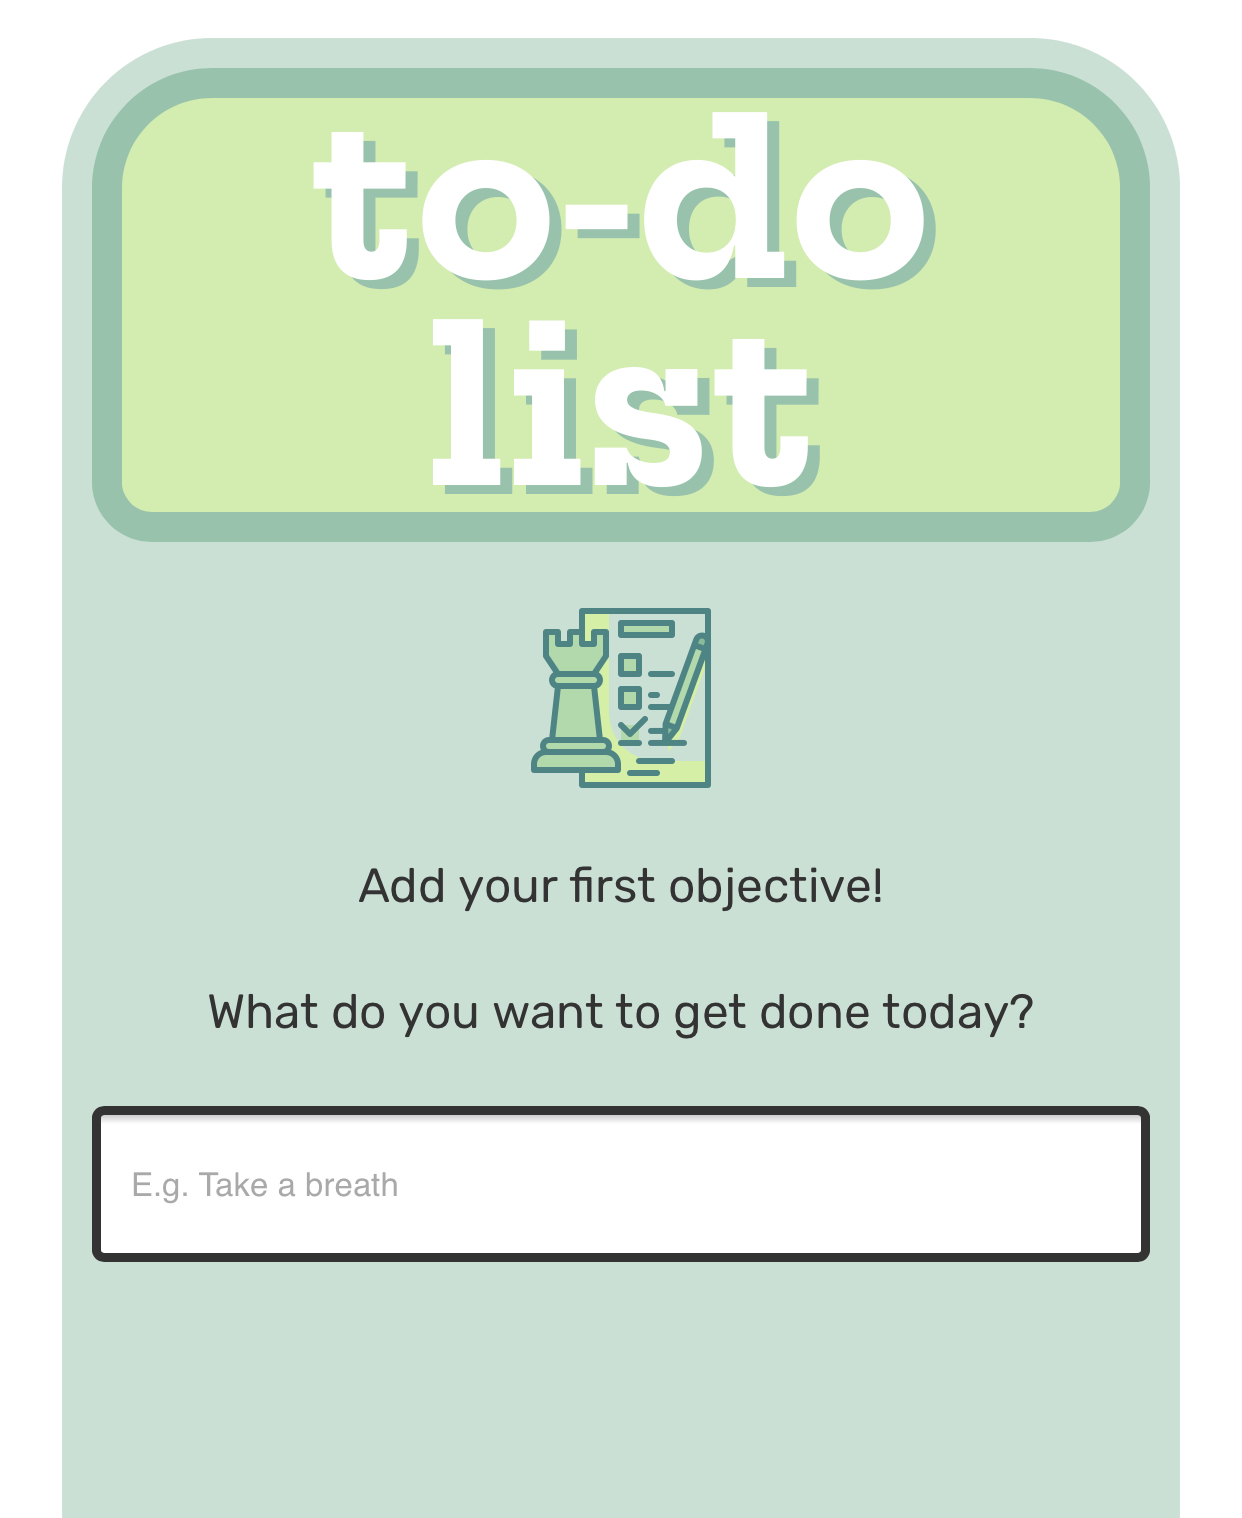 to-do
list
Add your first objective!
What do you want to get done today?
E.g. Take a breath